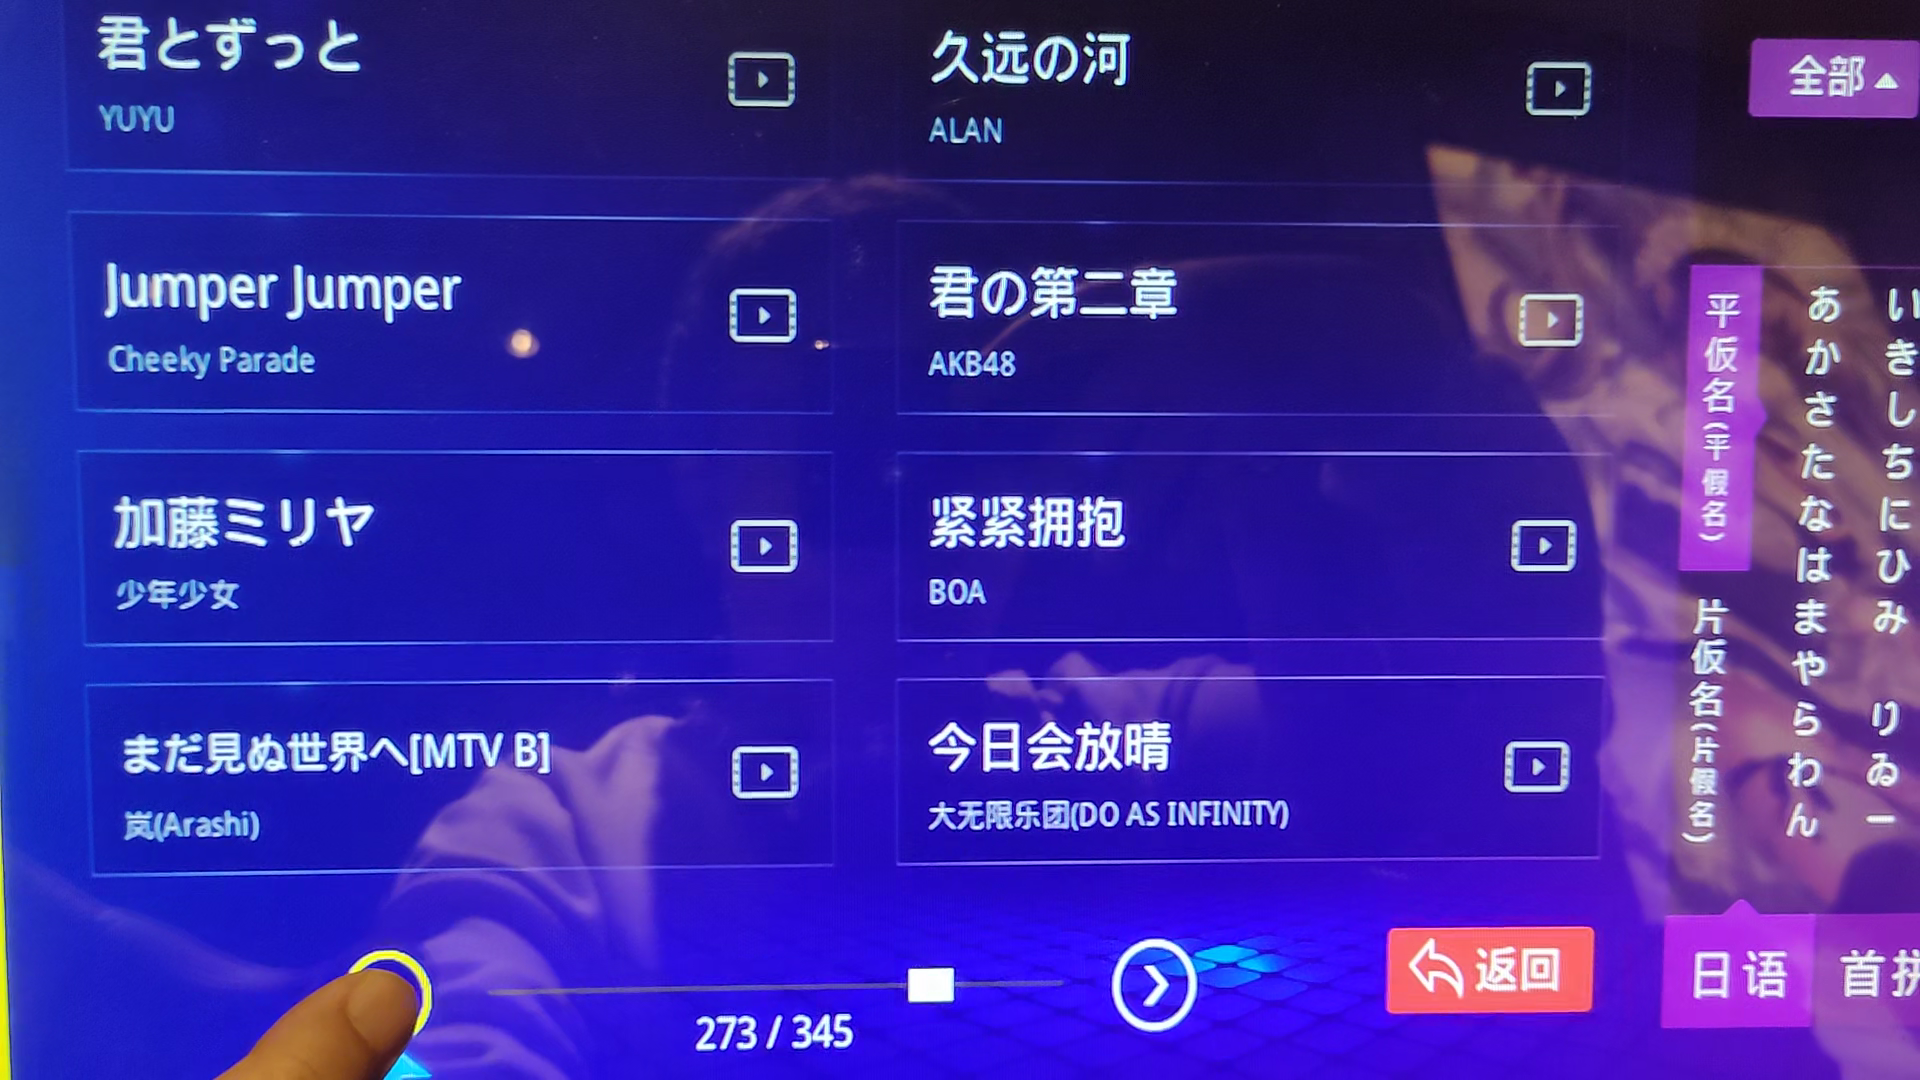 君とずっと
YUYU
久远の河
ALAN
全部
Jumper Jumper
Cheeky Parade
君の第二章
AKB48
加藤ミリヤ
少年少女
紧紧拥抱
BOA
まだ見ぬ世界へ[MTV B]
岚(Arashi)
今日会放晴
大无限乐团(DO AS INFINITY)
平仮名(平假名)
片仮名(片假名)
あかさたなはまやらわん
いきしちにひみ りゐー
273 / 345
返回
日语
首拼